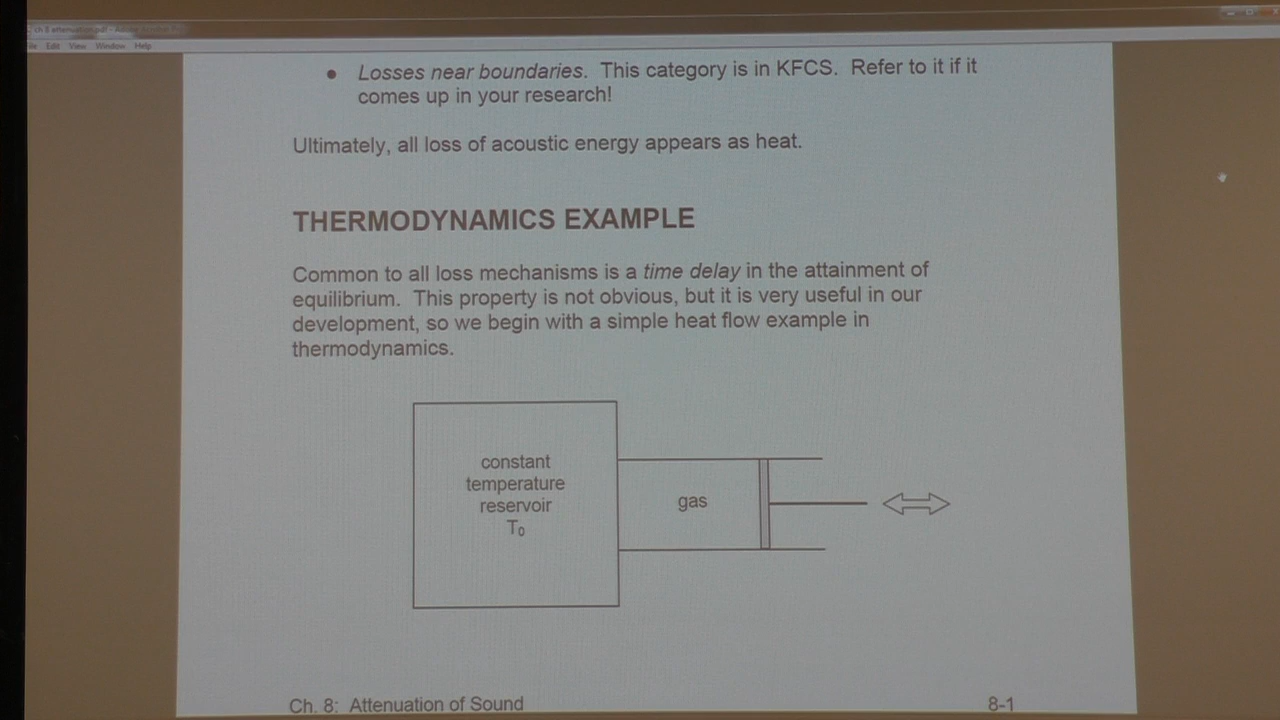 ch 8 attenuation.pdf - Adobe Acrobat
File Edit View Window Help
• Losses near boundaries. This category is in KFCS. Refer to it if it
comes up in your research!
Ultimately, all loss of acoustic energy appears as heat.
THERMODYNAMICS EXAMPLE
Common to all loss mechanisms is a time delay in the attainment of
equilibrium. This property is not obvious, but it is very useful in our
development, so we begin with a simple heat flow example in
thermodynamics.
constant
temperature
reservoir
T₀
gas
Ch. 8: Attenuation of Sound 8-1